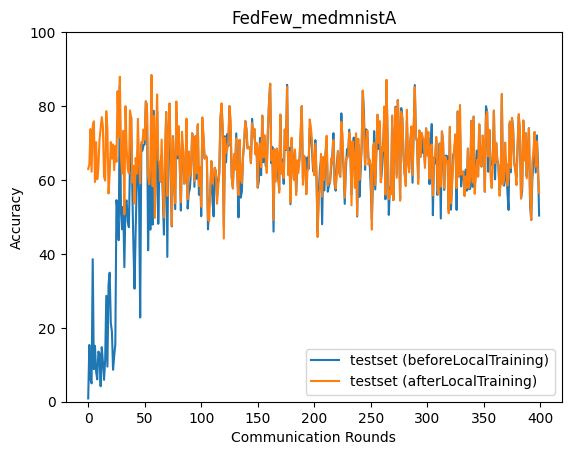 FedFew_medmnistA
100
80
60
40
20
0
Accuracy
0 50 100 150 200 250 300 350 400
Communication Rounds
testset (beforeLocalTraining)
testset (afterLocalTraining)